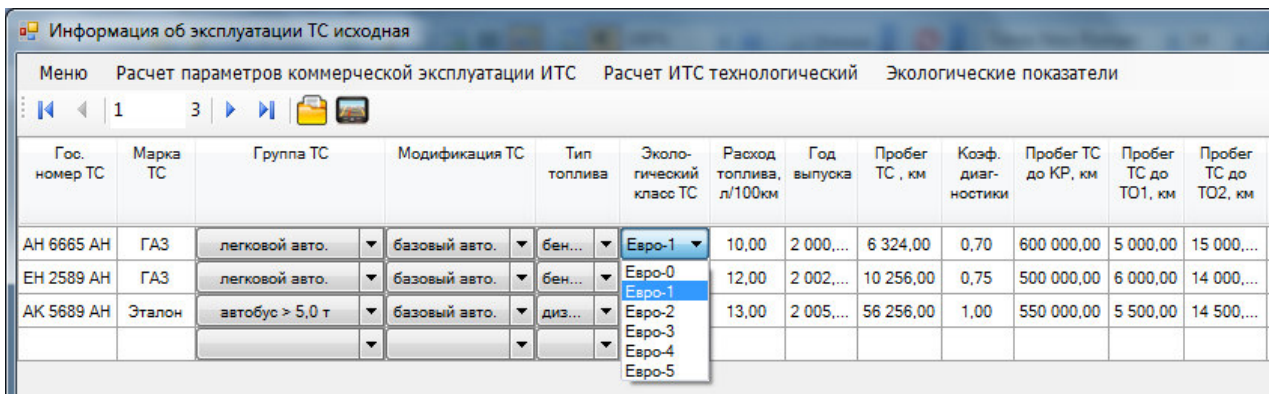 Информация об эксплуатации ТС исходная
Меню Расчет параметров коммерческой эксплуатации ИТС Расчет ИТС технологический Экологические показатели
1 3
Гос. номер ТС Марка ТС Группа ТС Модификация ТС Тип топлива Эколо- гический класс ТС Расход топлива, л/100км Год выпуска Пробег ТС , км Коэф. диаг- ностики Пробег ТС до КР, км Пробег ТС до ТО1, км Пробег ТС до ТО2, км
АН 6665 АН ГАЗ легковой авто. базовый авто. бен... Евро-1 10,00 2 000,... 6 324,00 0,70 600 000,00 5 000,00 15 000,...
ЕН 2589 АН ГАЗ легковой авто. базовый авто. бен... 12,00 2 002,... 10 256,00 0,75 500 000,00 6 000,00 14 000,...
АК 5689 АН Эталон автобус > 5,0 т базовый авто. диз... 13,00 2 005,... 56 256,00 1,00 550 000,00 5 500,00 14 500,...
Евро-0
Евро-1
Евро-2
Евро-3
Евро-4
Евро-5